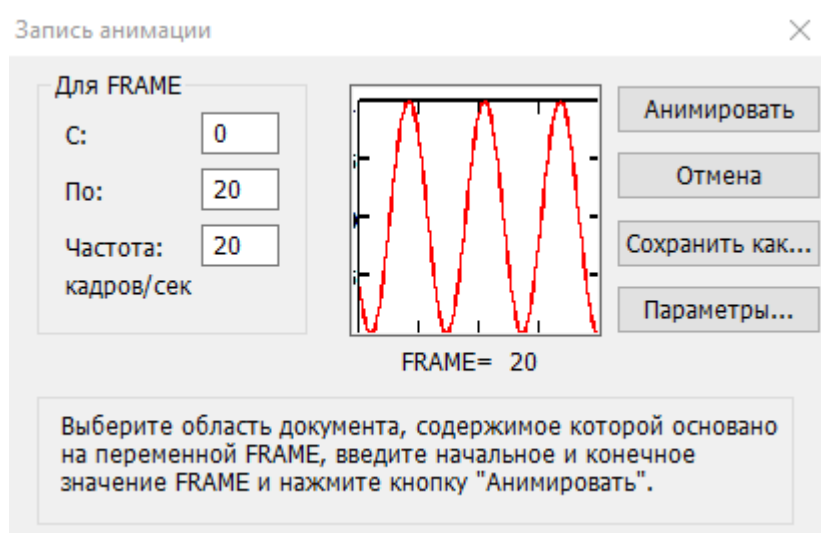 Запись анимации
Для FRAME
С: 0
По: 20
Частота: 20
кадров/сек
FRAME= 20
Анимировать
Отмена
Сохранить как...
Параметры...
Выберите область документа, содержимое которой основано
на переменной FRAME, введите начальное и конечное
значение FRAME и нажмите кнопку "Анимировать".